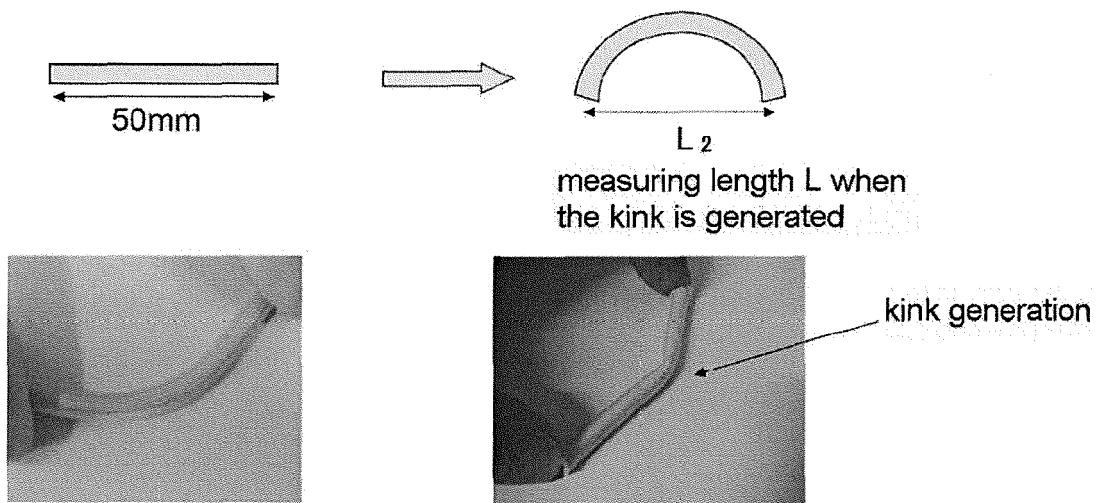 50mm
L 2
measuring length L when
the kink is generated
kink generation